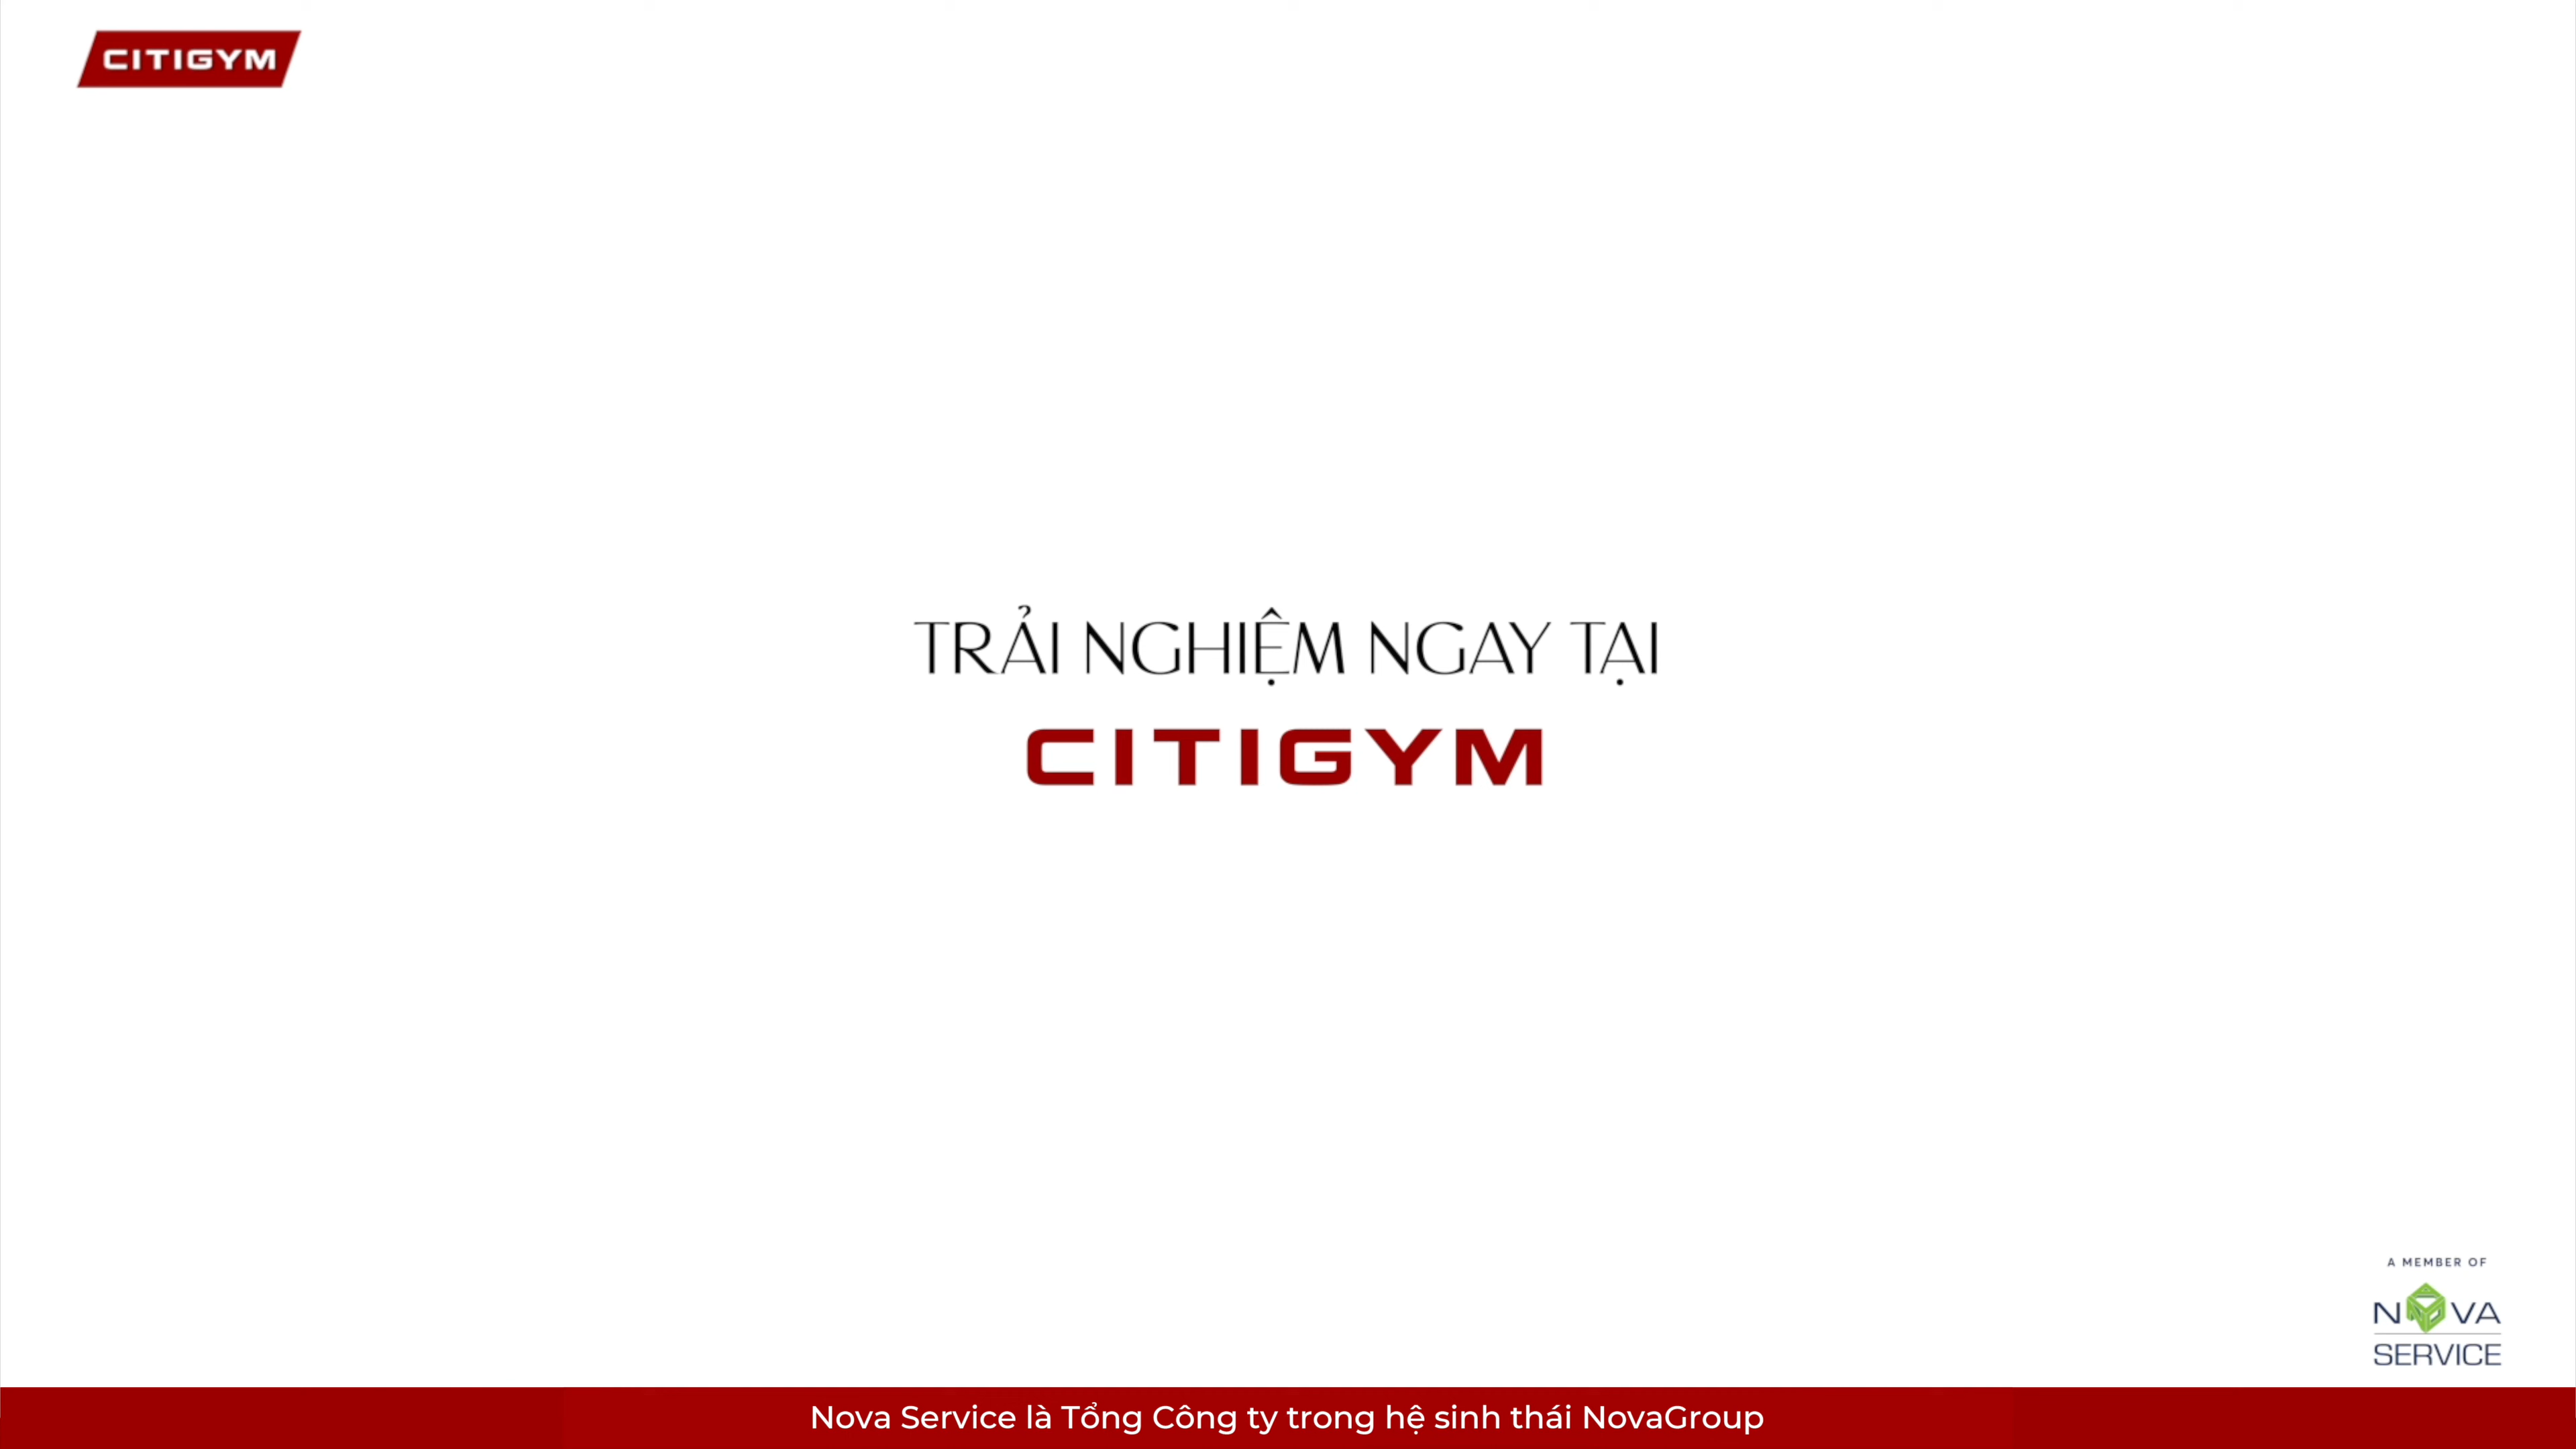 CITIGYM
TRẢI NGHIỆM NGAY TẠI
CITIGYM
A MEMBER OF
NOVA
SERVICE
Nova Service là Tổng Công ty trong hệ sinh thái NovaGroup